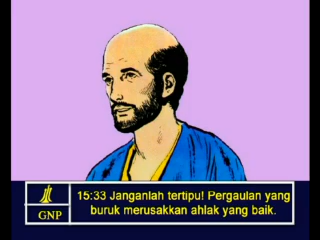 15:33 Janganlah tertipu! Pergaulan yang
buruk merusakkan ahlak yang baik.
GNP